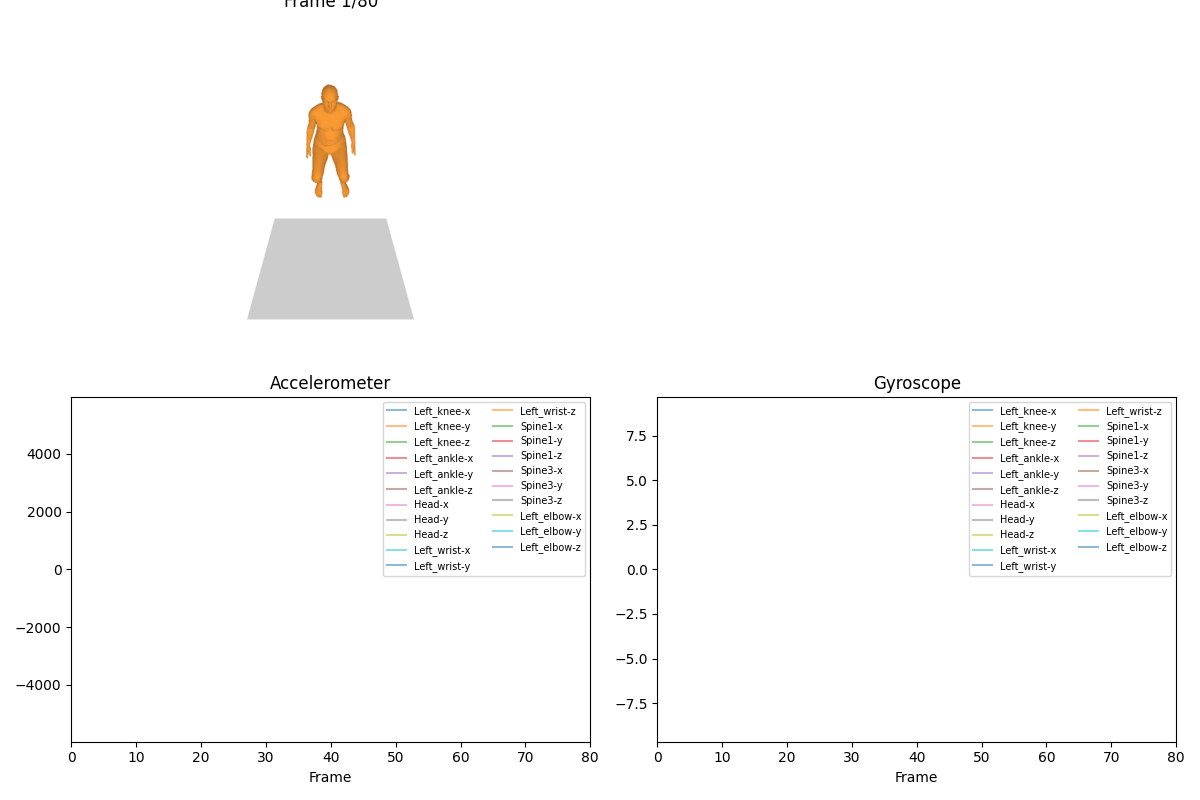 Frame 1/80
Accelerometer
Left_knee-x
Left_knee-y
Left_knee-z
Left_ankle-x
Left_ankle-y
Left_ankle-z
Head-x
Head-y
Head-z
Left_wrist-x
Left_wrist-y
Left_wrist-z
Spine1-x
Spine1-y
Spine1-z
Spine3-x
Spine3-y
Spine3-z
Left_elbow-x
Left_elbow-y
Left_elbow-z
4000
2000
0
−2000
−4000
0 10 20 30 40 50 60 70 80
Frame
Gyroscope
Left_knee-x
Left_knee-y
Left_knee-z
Left_ankle-x
Left_ankle-y
Left_ankle-z
Head-x
Head-y
Head-z
Left_wrist-x
Left_wrist-y
Left_wrist-z
Spine1-x
Spine1-y
Spine1-z
Spine3-x
Spine3-y
Spine3-z
Left_elbow-x
Left_elbow-y
Left_elbow-z
7.5
5.0
2.5
0.0
−2.5
−5.0
−7.5
0 10 20 30 40 50 60 70 80
Frame